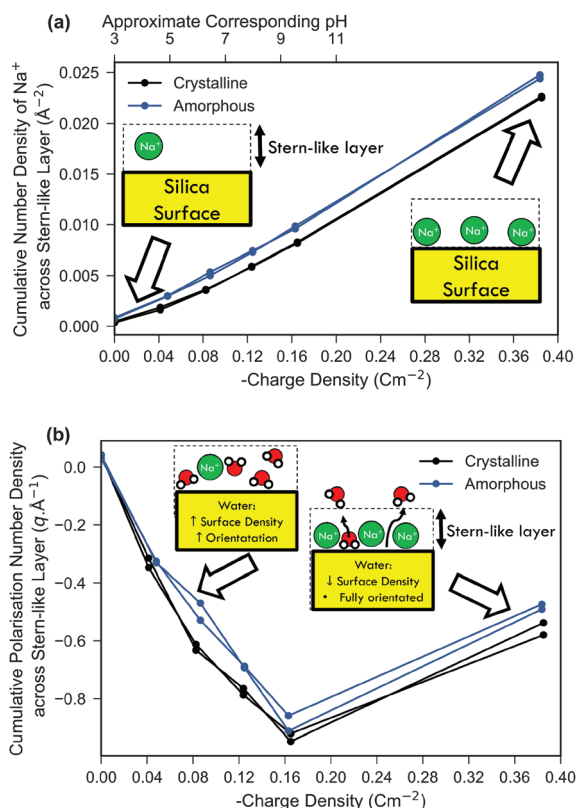 Approximate Corresponding pH
(a)
3 5 7 9 11
Cumulative Number Density of Na⁺
across Stern-like Layer (Å⁻²)
0.025
0.020
0.015
0.010
0.005
0.000
Crystalline
Amorphous
Na⁺
Stern-like layer
Silica
Surface
Na⁺ Na⁺ Na⁺
Silica
Surface
0.00 0.04 0.08 0.12 0.16 0.20 0.24 0.28 0.32 0.36 0.40
-Charge Density (Cm⁻²)
(b)
Cumulative Polarisation Number Density
across Stern-like Layer (q.Å⁻¹)
0.0
−0.2
−0.4
−0.6
−0.8
Crystalline
Amorphous
Na⁺
Water:
↑ Surface Density
↑ Orientatation
Na⁺ Na⁺ Na⁺
Stern-like layer
Water:
↓ Surface Density
• Fully orientated
0.00 0.04 0.08 0.12 0.16 0.20 0.24 0.28 0.32 0.36 0.40
-Charge Density (Cm⁻²)